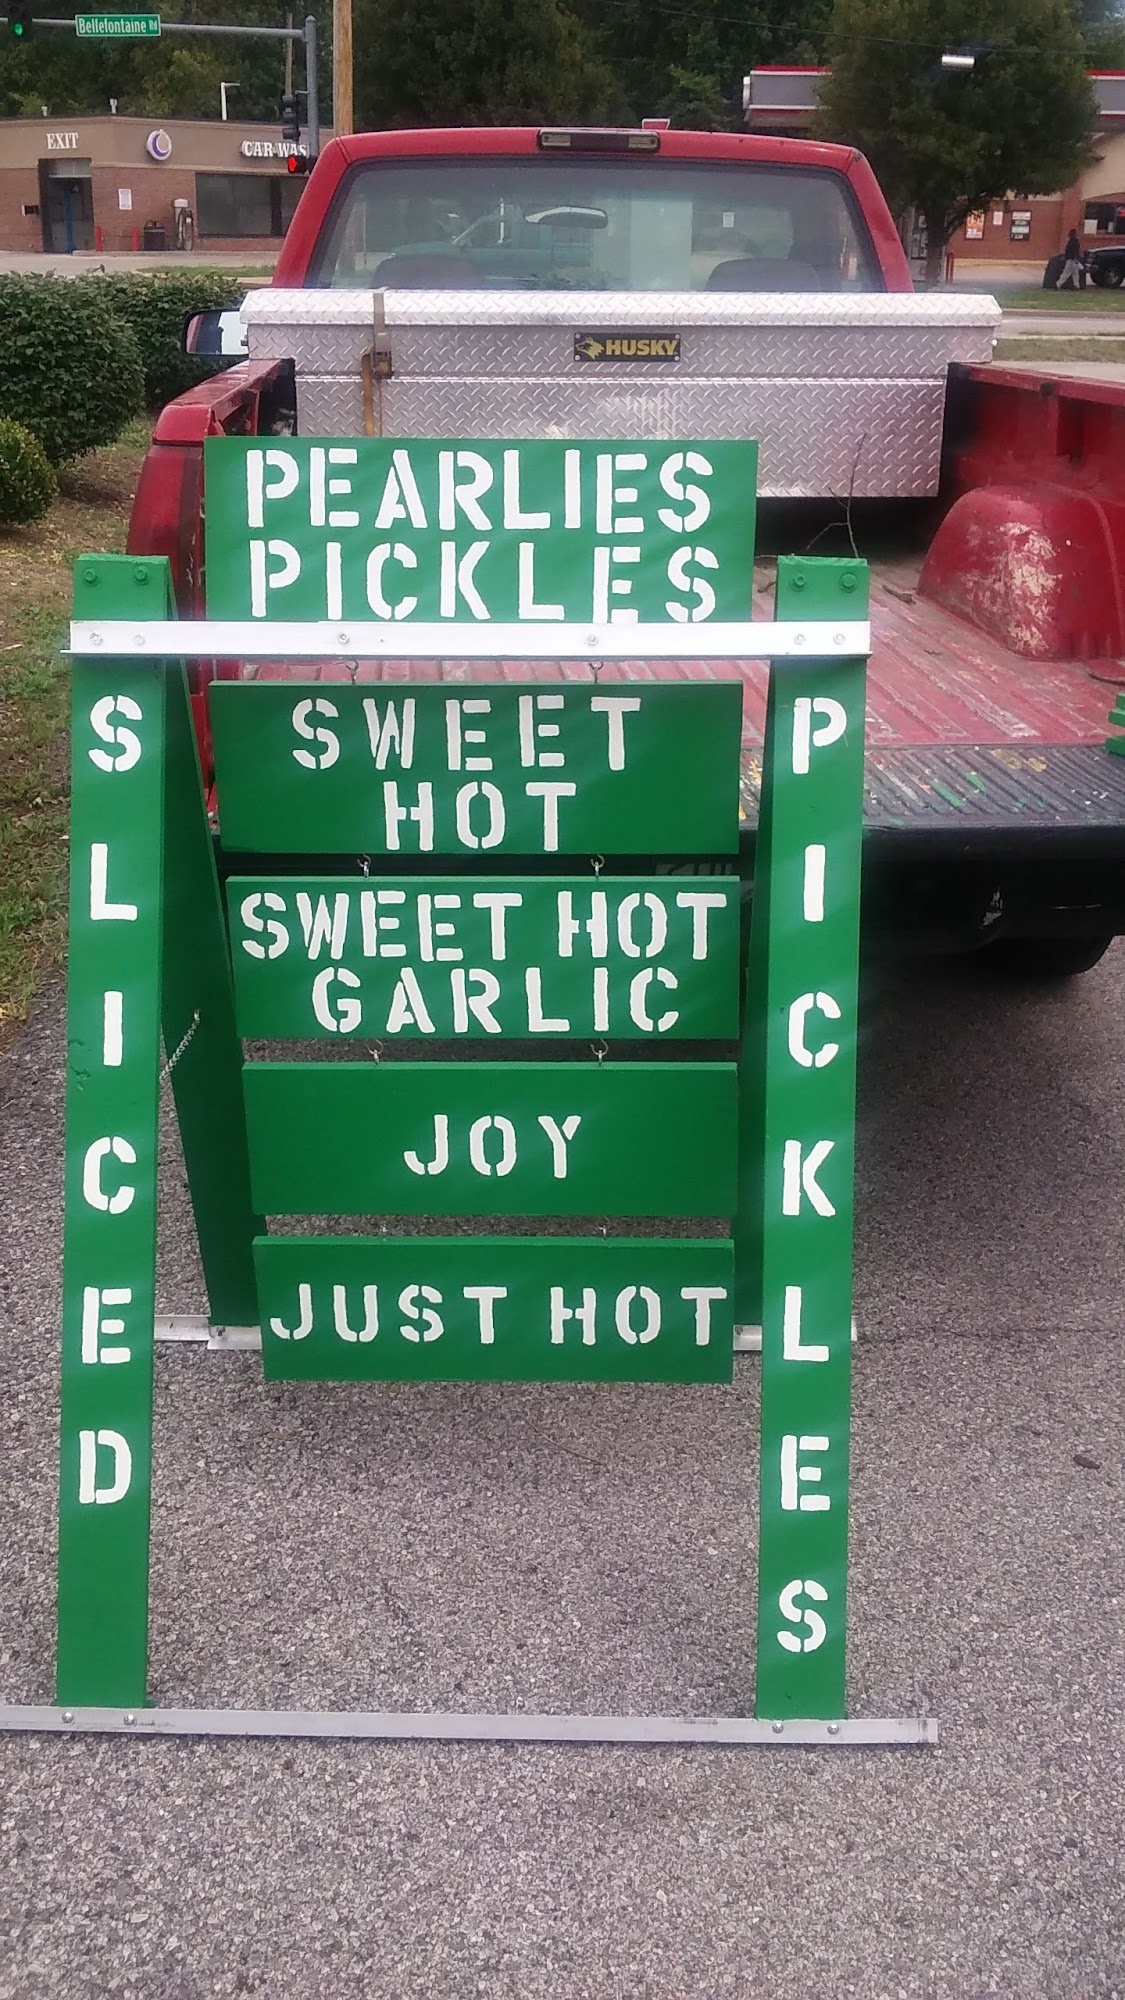 Bellefontaine Rd
EXIT
CAR WAS
HUSKY
PEARLIES
PICKLES
SWEET
HOT
SWEET HOT
GARLIC
JOY
JUST HOT
SLICED
PICKLES